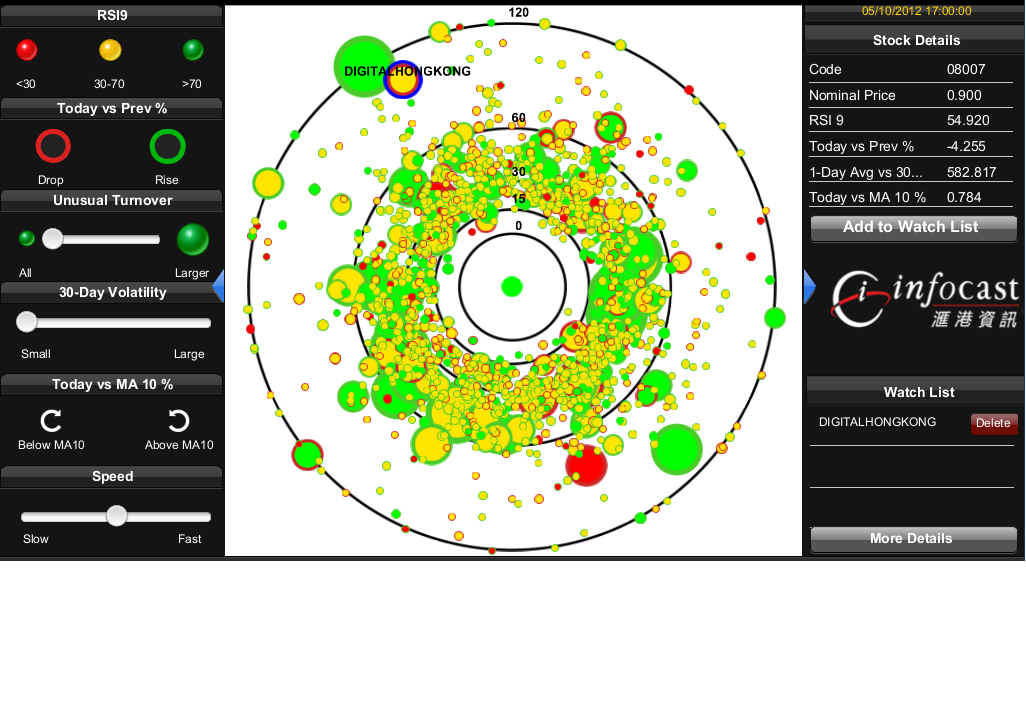 RSI9
<30 30-70 >70
Today vs Prev %
Drop Rise
Unusual Turnover
All Larger
30-Day Volatility
Small Large
Today vs MA 10 %
Below MA10 Above MA10
Speed
Slow Fast
120
DIGITALHONGKONG
60
30
15
0
05/10/2012 17:00:00
Stock Details
Code 08007
Nominal Price 0.900
RSI 9 54.920
Today vs Prev % -4.255
1-Day Avg vs 30... 582.817
Today vs MA 10 % 0.784
Add to Watch List
infocast
滙港資訊
Watch List
DIGITALHONGKONG Delete
More Details